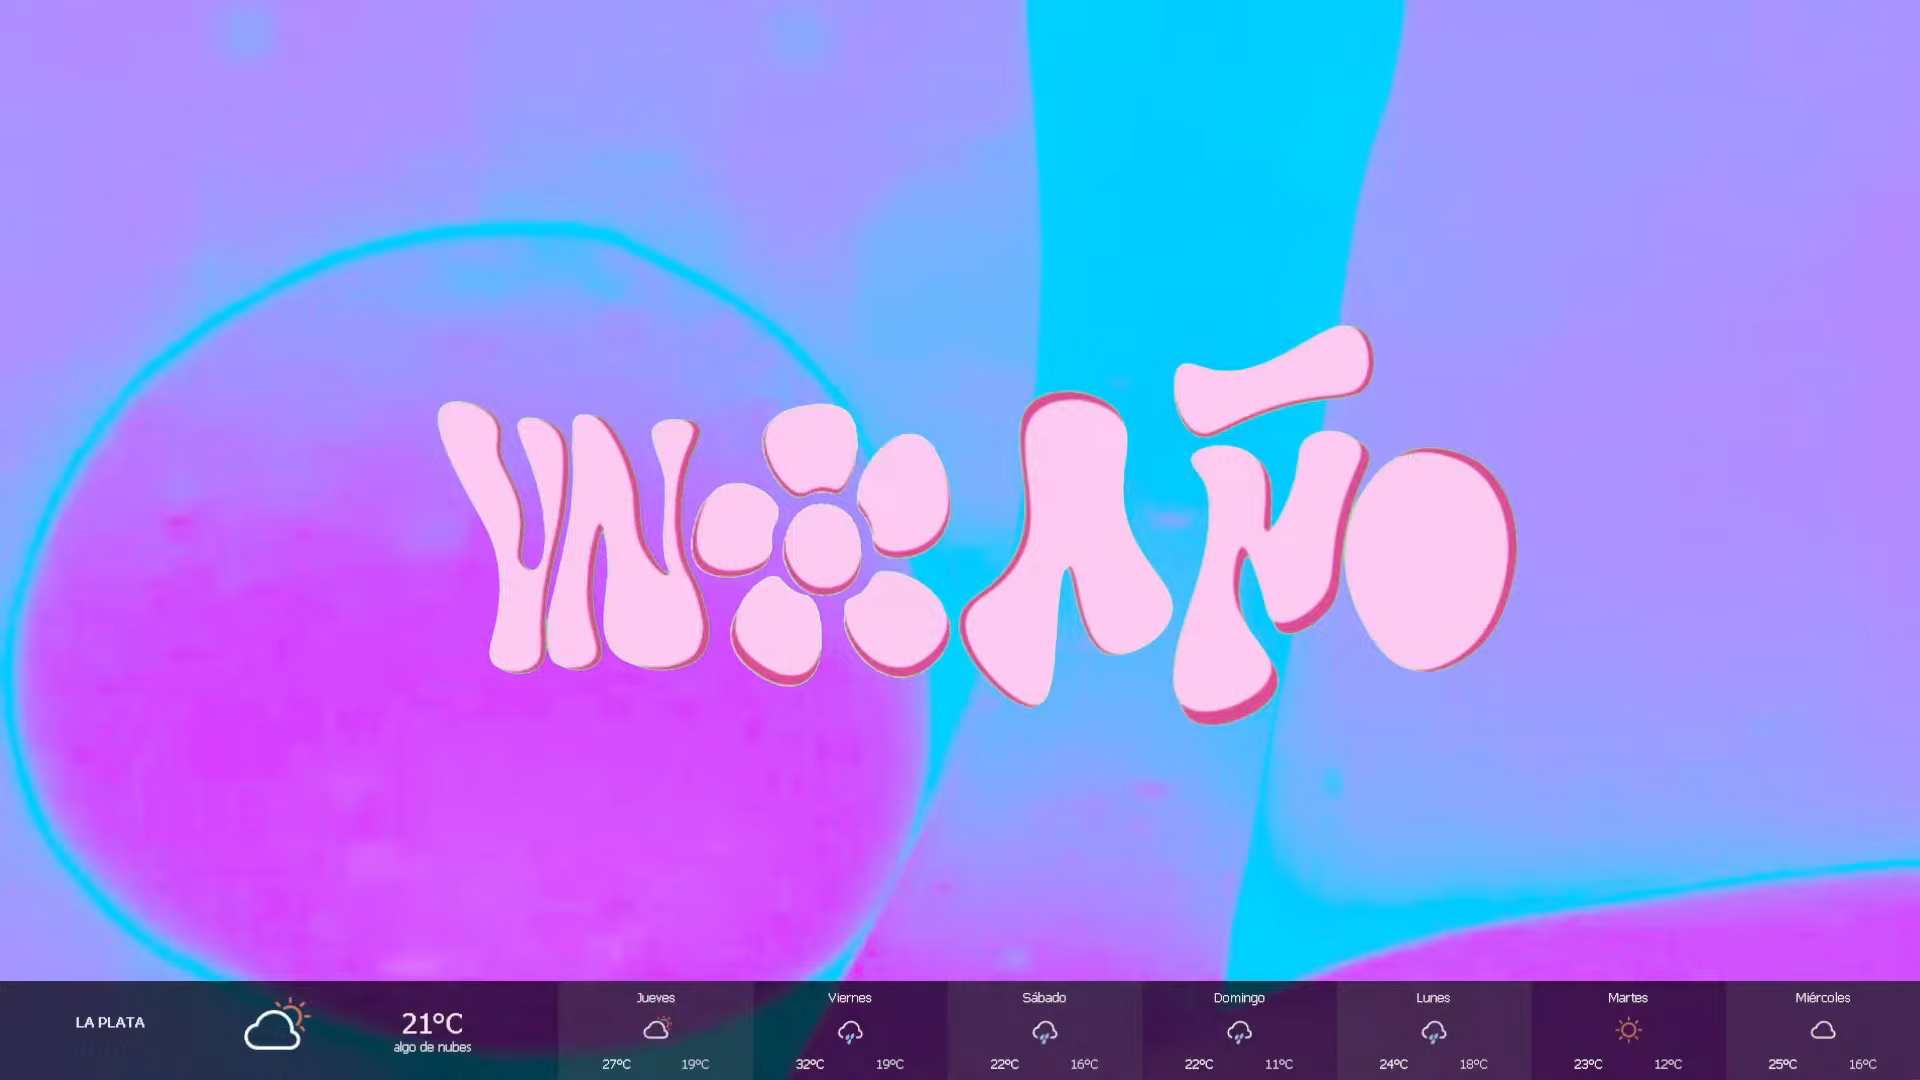 UN AÑO
LA PLATA
21°C
algo de nubes
Jueves
27°C 19°C
Viernes
32°C 19°C
Sábado
22°C 16°C
Domingo
22°C 11°C
Lunes
24°C 18°C
Martes
23°C 12°C
Miércoles
25°C 16°C